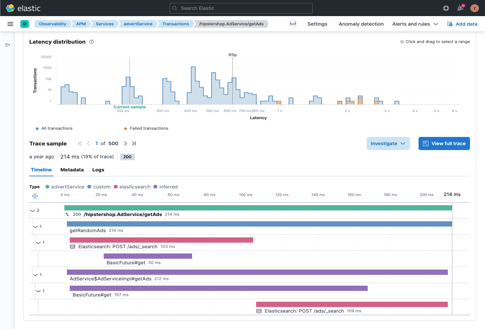 elastic
Search Elastic
Observability APM Services advertService Transactions /hipstershop.AdService/getAds
Settings Anomaly detection Alerts and rules Add data
Latency distribution
Click and drag to select a range
95p
Transactions
Current sample
Latency
All transactions Failed transactions
Trace sample 1 of 500
Investigate View full trace
a year ago 214 ms (19% of trace) 200
Timeline Metadata Logs
Type advertService custom elasticsearch inferred
0 ms 20 ms 40 ms 60 ms 80 ms 100 ms 120 ms 140 ms 160 ms 180 ms 200 ms 214 ms
2 200 /hipstershop.AdService/getAds 214 ms
1 getRandomAds 214 ms
1 Elasticsearch: POST /ads/_search 103 ms
BasicFuture#get 50 ms
1 AdService$AdServiceImpl#getAds 212 ms
1 BasicFuture#get 167 ms
Elasticsearch: POST /ads/_search 109 ms